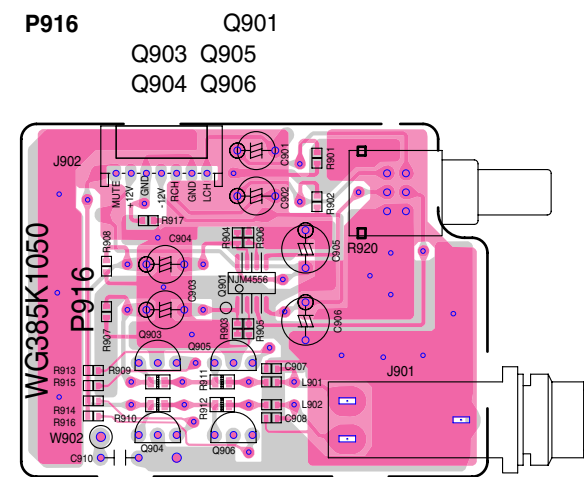 P916 Q901
Q903 Q905
Q904 Q906
J902
MUTE
+12V
GND
-12V
RCH
GND
LCH
C901
R901
C902
R902
R917
R908
C904
R904
R906
C905
R920
WG385K1050
P916
Q901
NJM4556
C903
R907
R903
R905
C906
Q903
Q905
C907
J901
R913
R909
R911
L901
R915
R914
R912
L902
R916
R910
C908
W902
Q904
Q906
C910